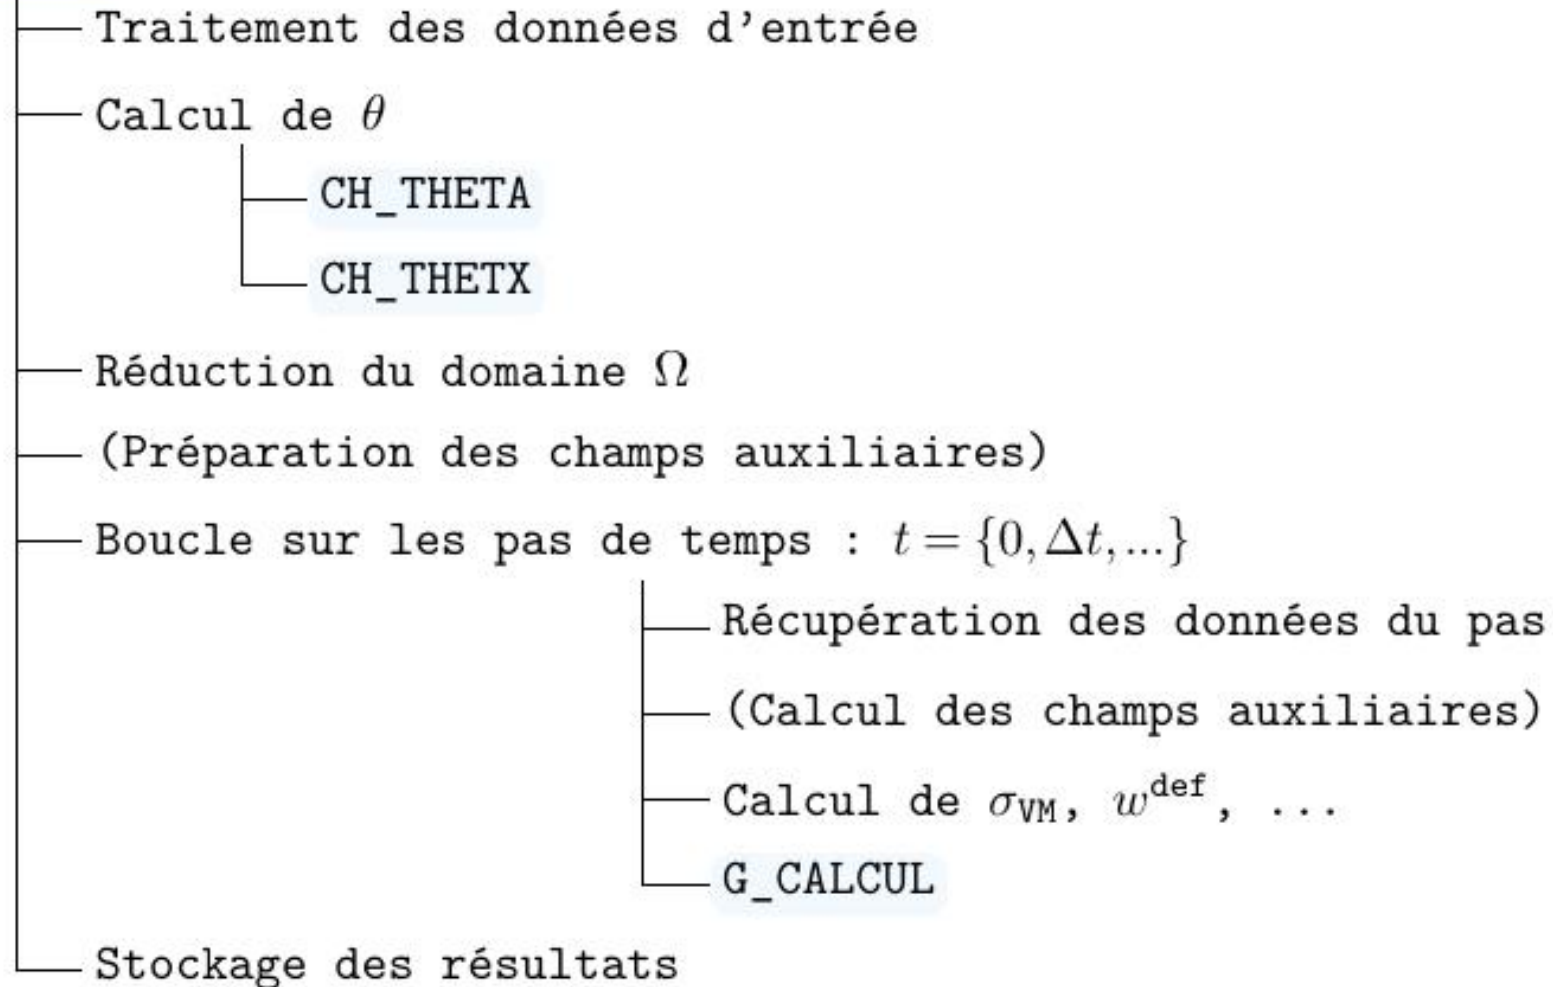 Traitement des données d'entrée
Calcul de θ
CH_THETA
CH_THETX
Réduction du domaine Ω
(Préparation des champs auxiliaires)
Boucle sur les pas de temps : t = {0, Δt, ...}
Récupération des données du pas
(Calcul des champs auxiliaires)
Calcul de σ_VM, w^def, ...
G_CALCUL
Stockage des résultats